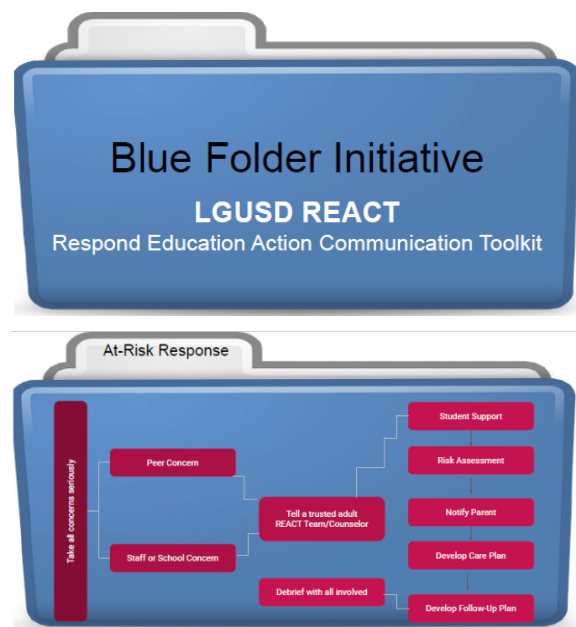 Blue Folder Initiative
LGUSD REACT
Respond Education Action Communication Toolkit
At-Risk Response
Take all concerns seriously
Peer Concern
Staff or School Concern
Tell a trusted adult
REACT Team/Counselor
Student Support
Risk Assessment
Notify Parent
Develop Care Plan
Develop Follow-Up Plan
Debrief with all involved